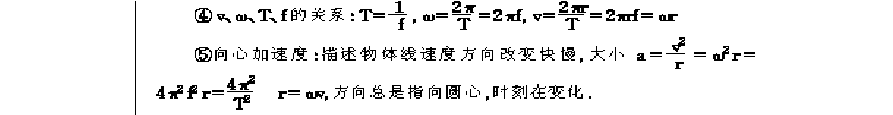 ④v、ω、T、f的关系:T=1/f, ω=2π/T=2πf, v=2πr/T=2πrf=ωr
⑤向心加速度:描述物体线速度方向改变快慢,大小 a=v²/r=ω²r=
4π²f²r=4π²/T² r=ωv,方向总是指向圆心,时刻在变化.